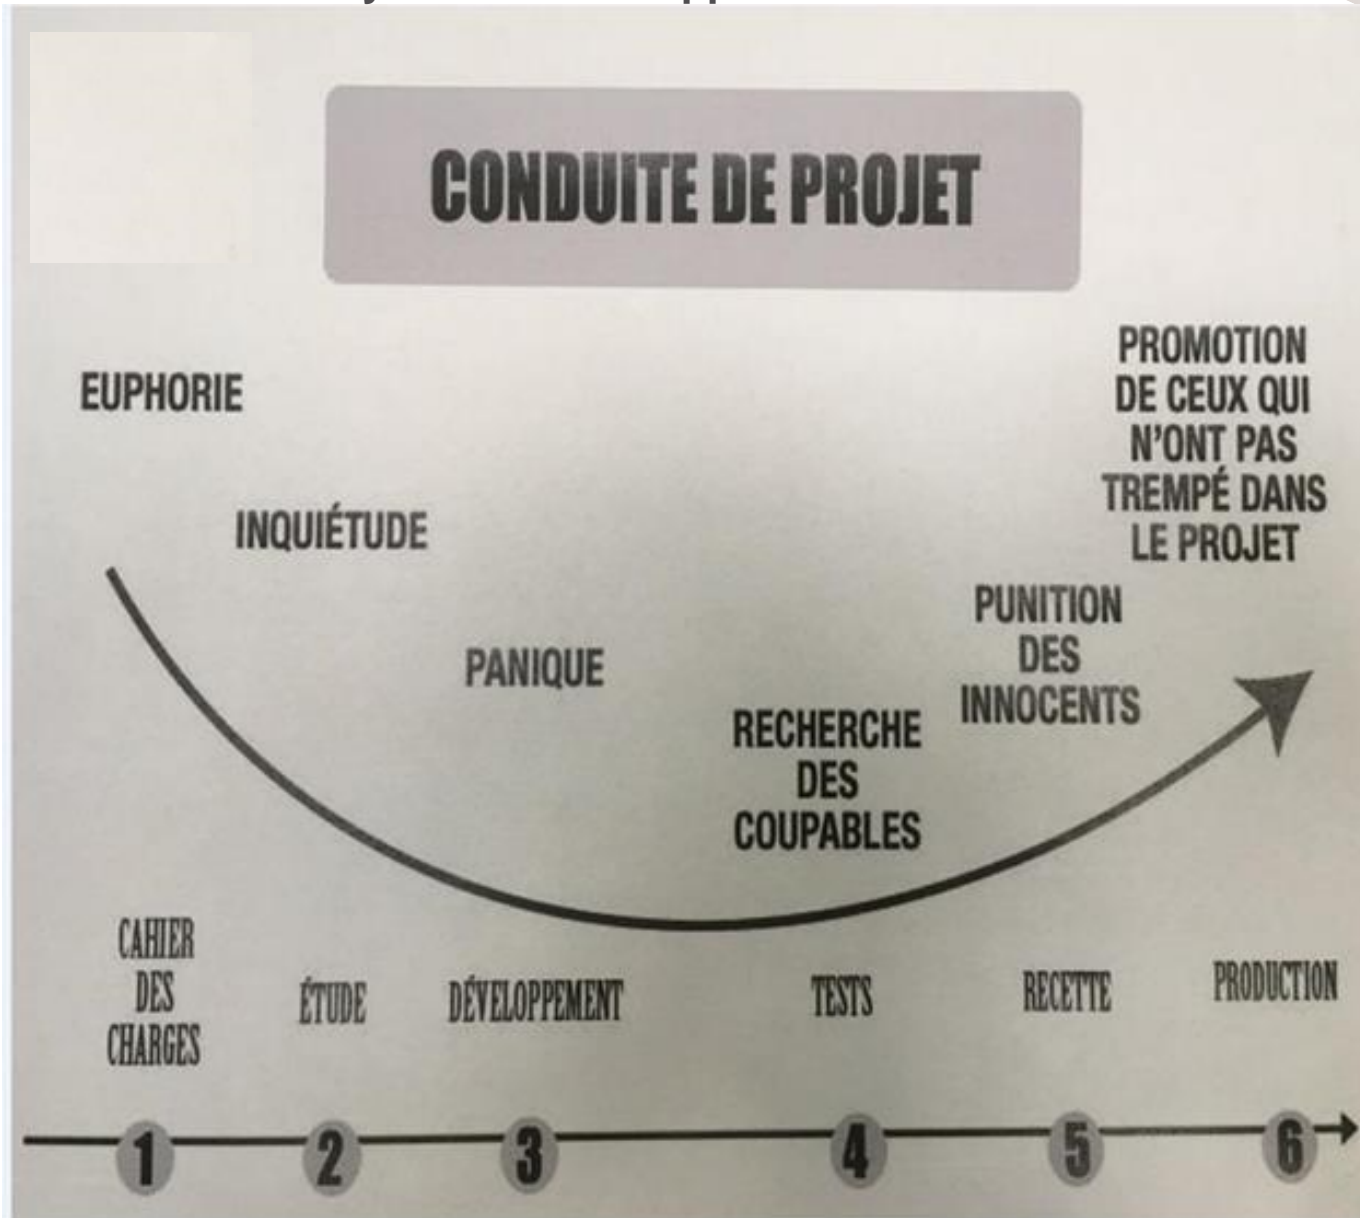 CONDUITE DE PROJET
EUPHORIE
INQUIÉTUDE
PANIQUE
RECHERCHE
DES
COUPABLES
PUNITION
DES
INNOCENTS
PROMOTION
DE CEUX QUI
N'ONT PAS
TREMPÉ DANS
LE PROJET
CAHIER
DES
CHARGES
ÉTUDE
DÉVELOPPEMENT
TESTS
RECETTE
PRODUCTION
1
2
3
4
5
6